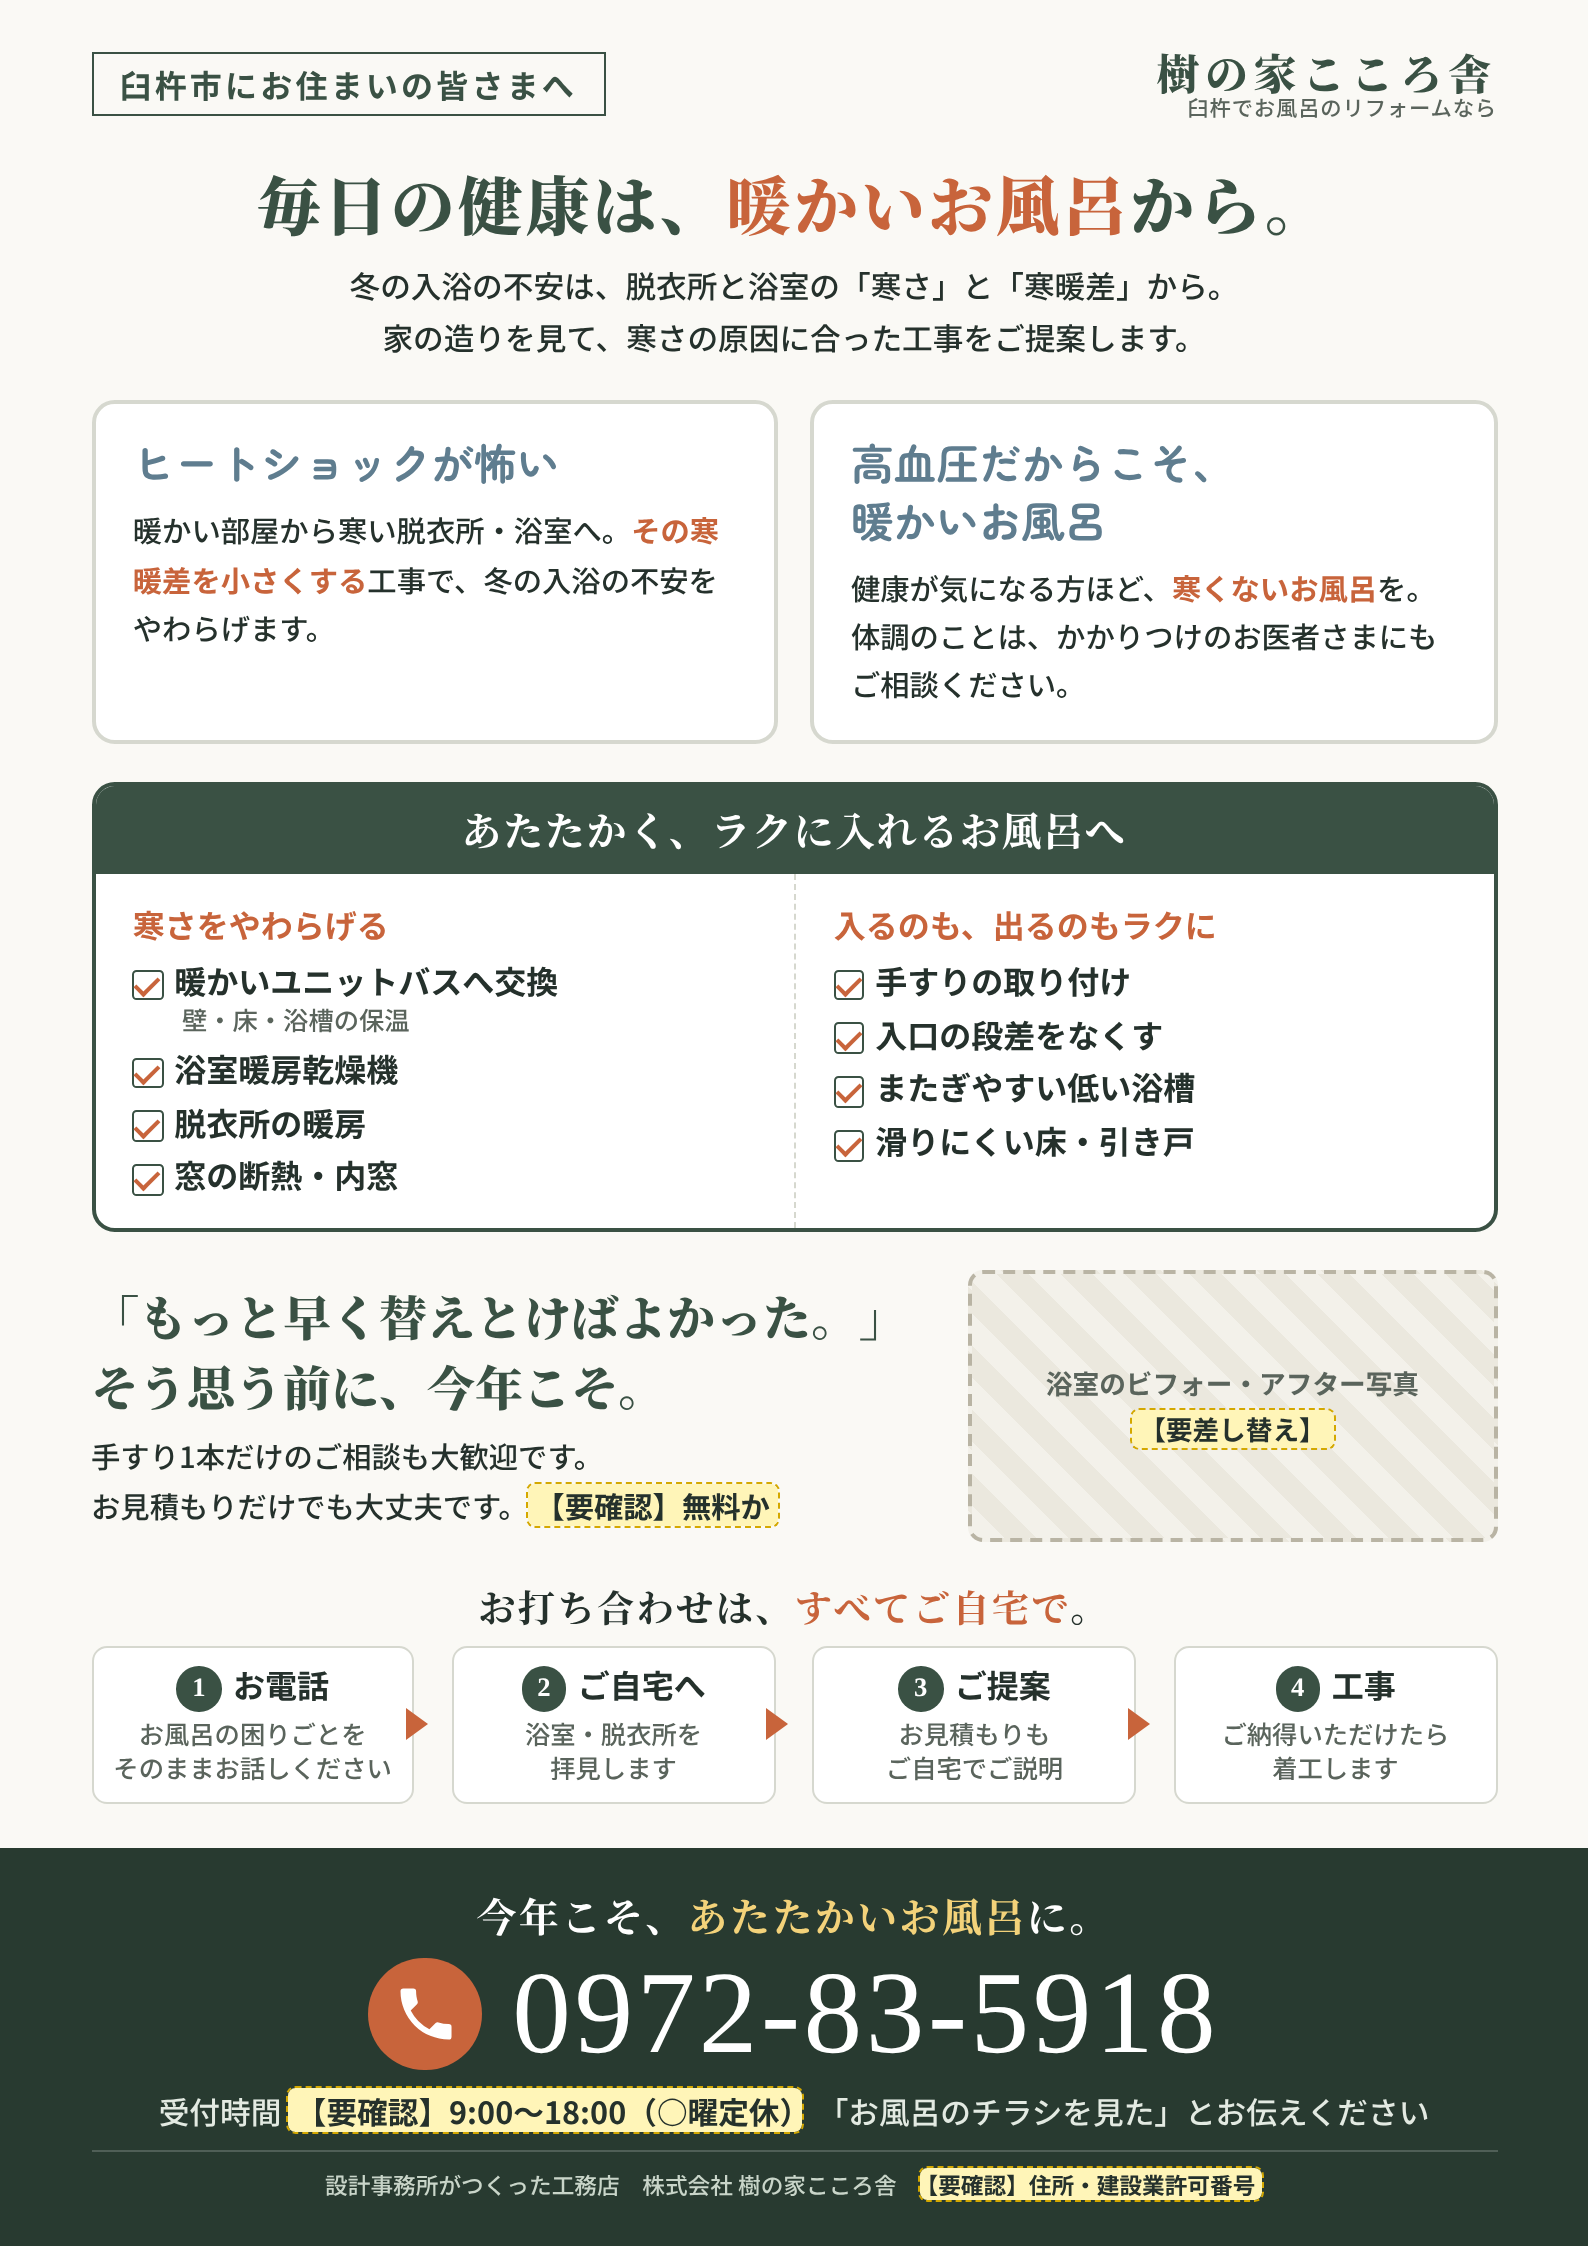 臼杵市にお住まいの皆さまへ
樹の家こころ舎
臼杵でお風呂のリフォームなら
毎日の健康は、暖かいお風呂から。
冬の入浴の不安は、脱衣所と浴室の「寒さ」と「寒暖差」から。
家の造りを見て、寒さの原因に合った工事をご提案します。
ヒートショックが怖い
暖かい部屋から寒い脱衣所・浴室へ。その寒
暖差を小さくする工事で、冬の入浴の不安を
やわらげます。
高血圧だからこそ、
暖かいお風呂
健康が気になる方ほど、寒くないお風呂を。
体調のことは、かかりつけのお医者さまにも
ご相談ください。
あたたかく、ラクに入れるお風呂へ
寒さをやわらげる
暖かいユニットバスへ交換
壁・床・浴槽の保温
浴室暖房乾燥機
脱衣所の暖房
窓の断熱・内窓
入るのも、出るのもラクに
手すりの取り付け
入口の段差をなくす
またぎやすい低い浴槽
滑りにくい床・引き戸
「もっと早く替えとけばよかった。」
そう思う前に、今年こそ。
手すり1本だけのご相談も大歓迎です。
お見積もりだけでも大丈夫です。【要確認】無料か
浴室のビフォー・アフター写真
【要差し替え】
お打ち合わせは、すべてご自宅で。
1 お電話
お風呂の困りごとを
そのままお話しください
2 ご自宅へ
浴室・脱衣所を
拝見します
3 ご提案
お見積もりも
ご自宅でご説明
4 工事
ご納得いただけたら
着工します
今年こそ、あたたかいお風呂に。
0972-83-5918
受付時間【要確認】9:00〜18:00（○曜定休）「お風呂のチラシを見た」とお伝えください
設計事務所がつくった工務店　株式会社 樹の家こころ舎　【要確認】住所・建設業許可番号